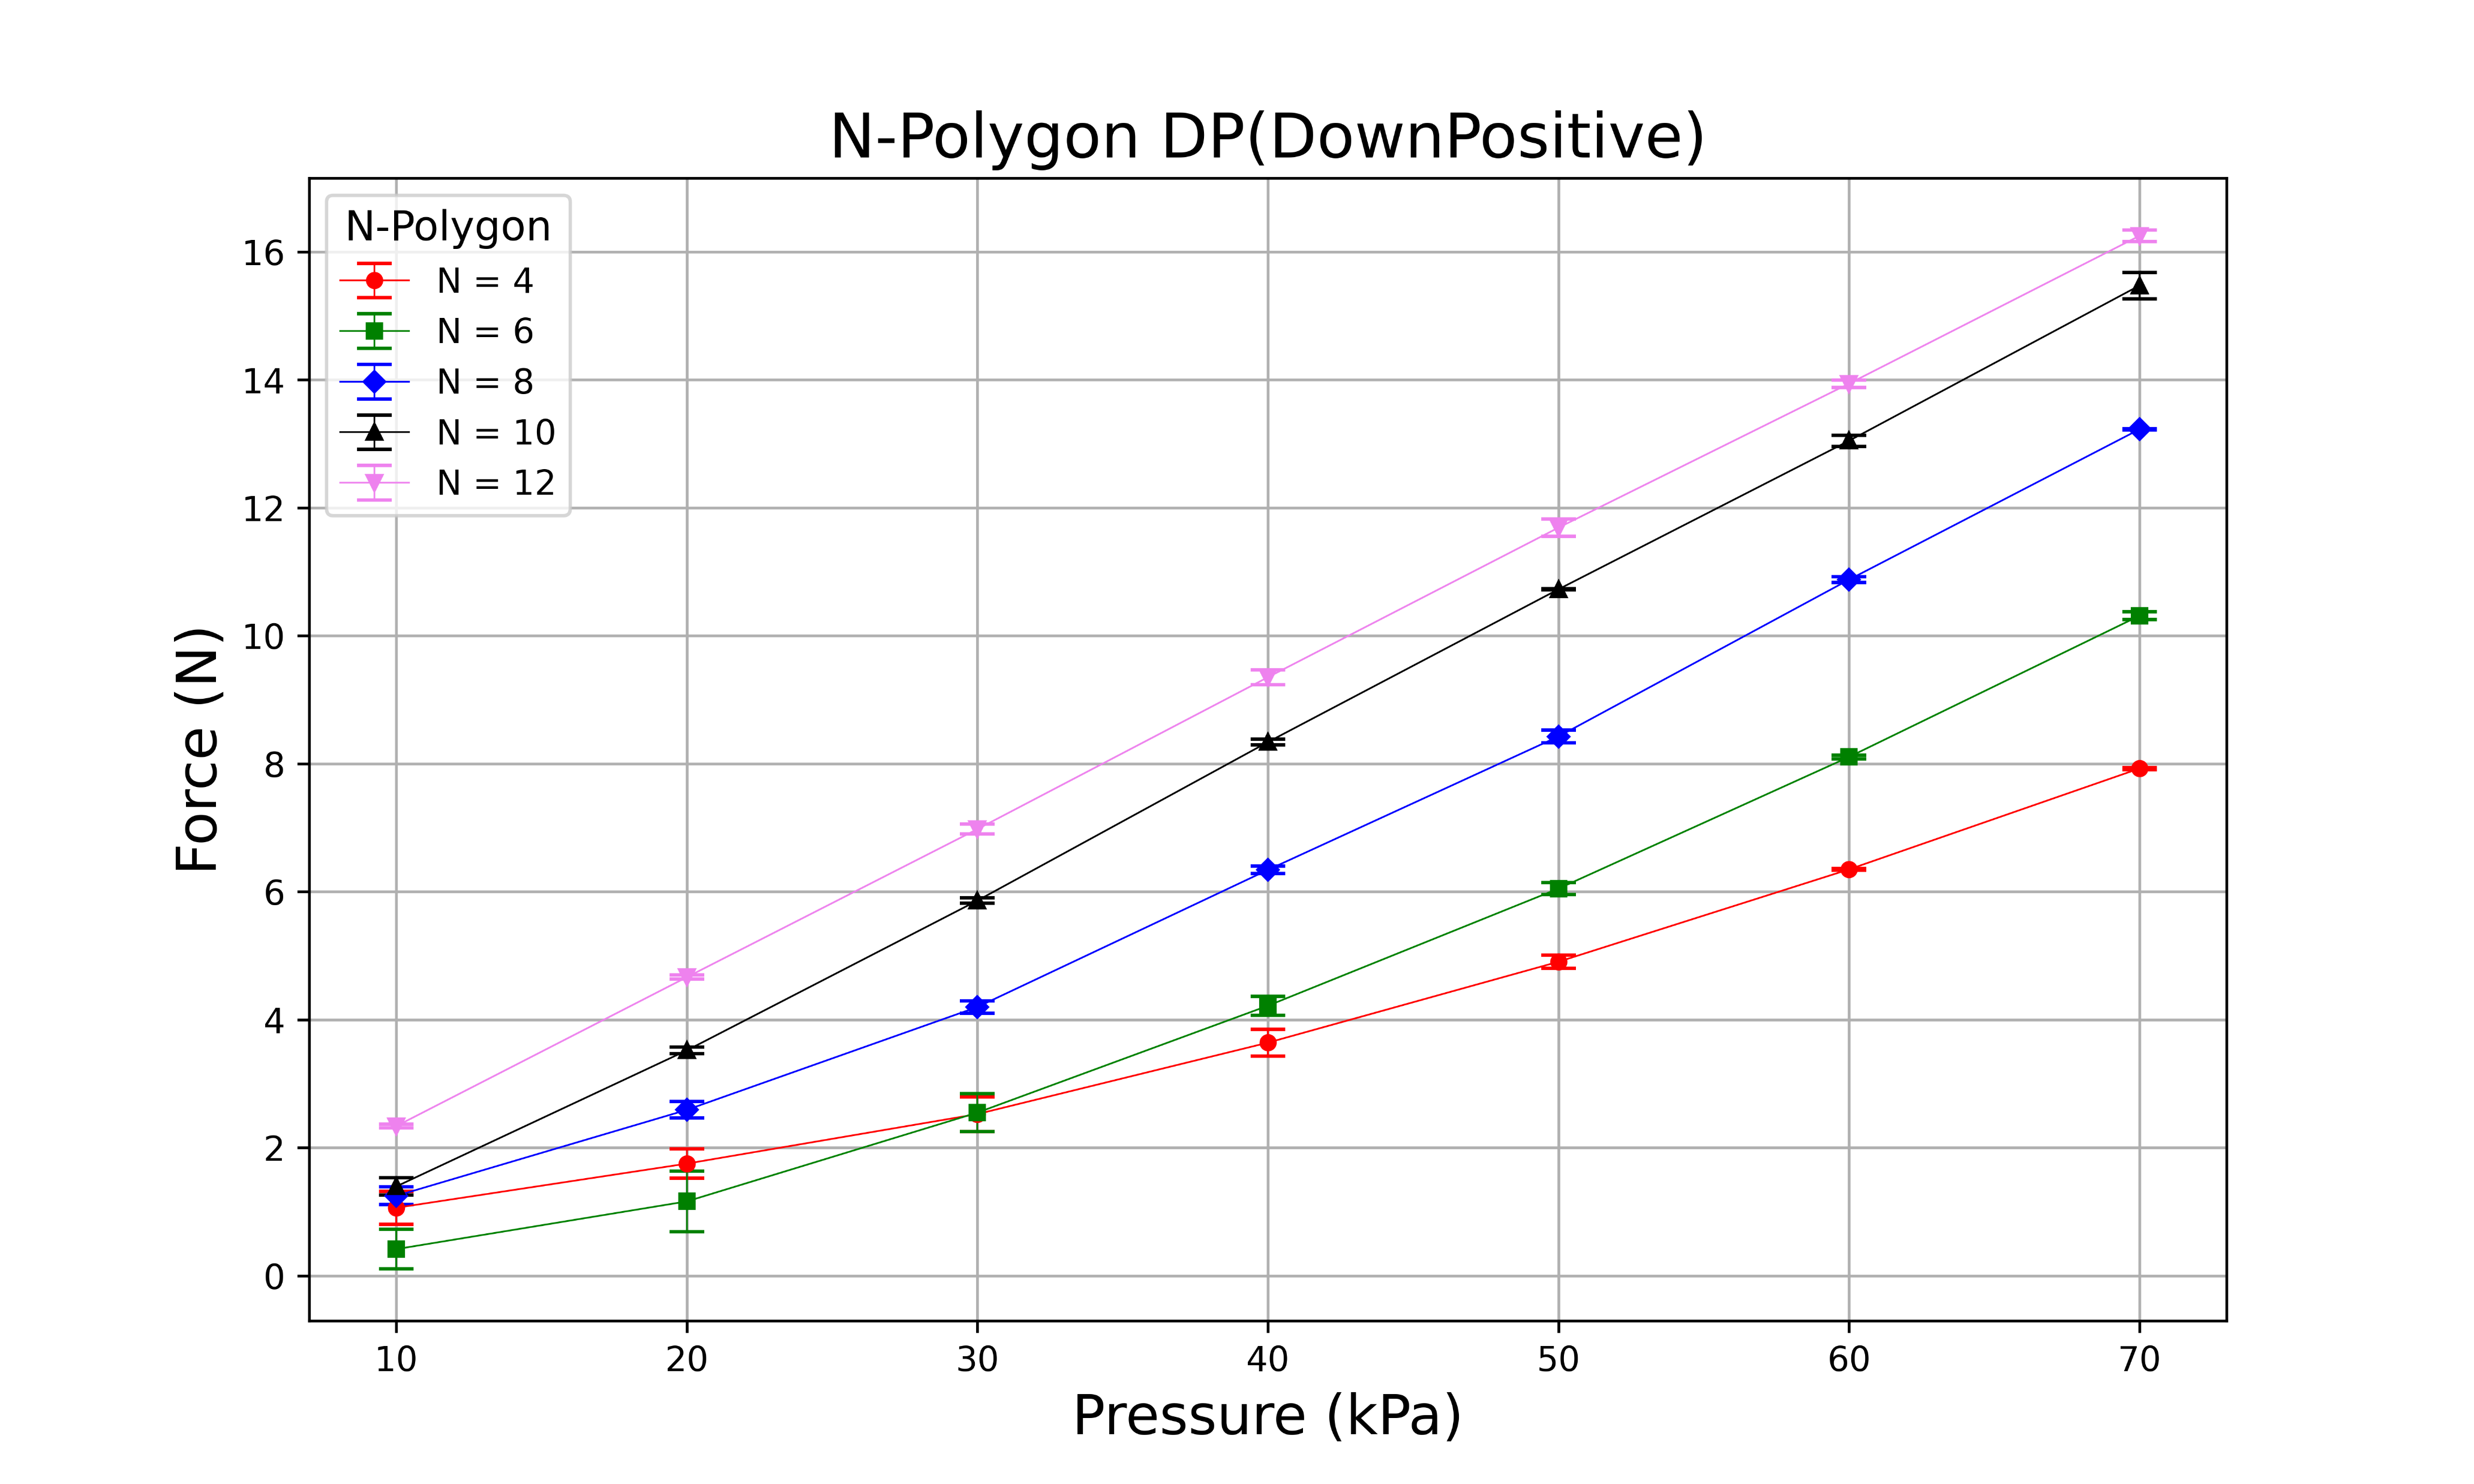 N-Polygon DP(DownPositive)
N-Polygon
N = 4
N = 6
N = 8
N = 10
N = 12
16
14
12
10
8
6
4
2
0
Force (N)
10 20 30 40 50 60 70
Pressure (kPa)